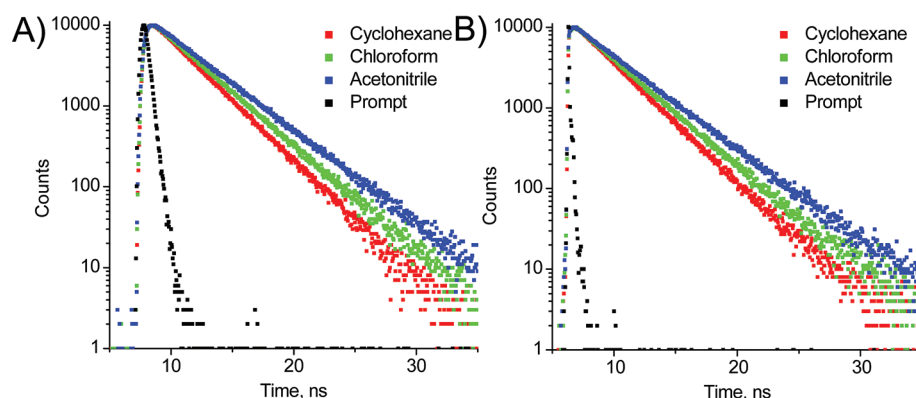 A)
10000
1000
100
10
1
Counts
Cyclohexane
Chloroform
Acetonitrile
Prompt
10 20 30
Time, ns
B)
10000
1000
100
10
1
Counts
Cyclohexane
Chloroform
Acetonitrile
Prompt
10 20 30
Time, ns